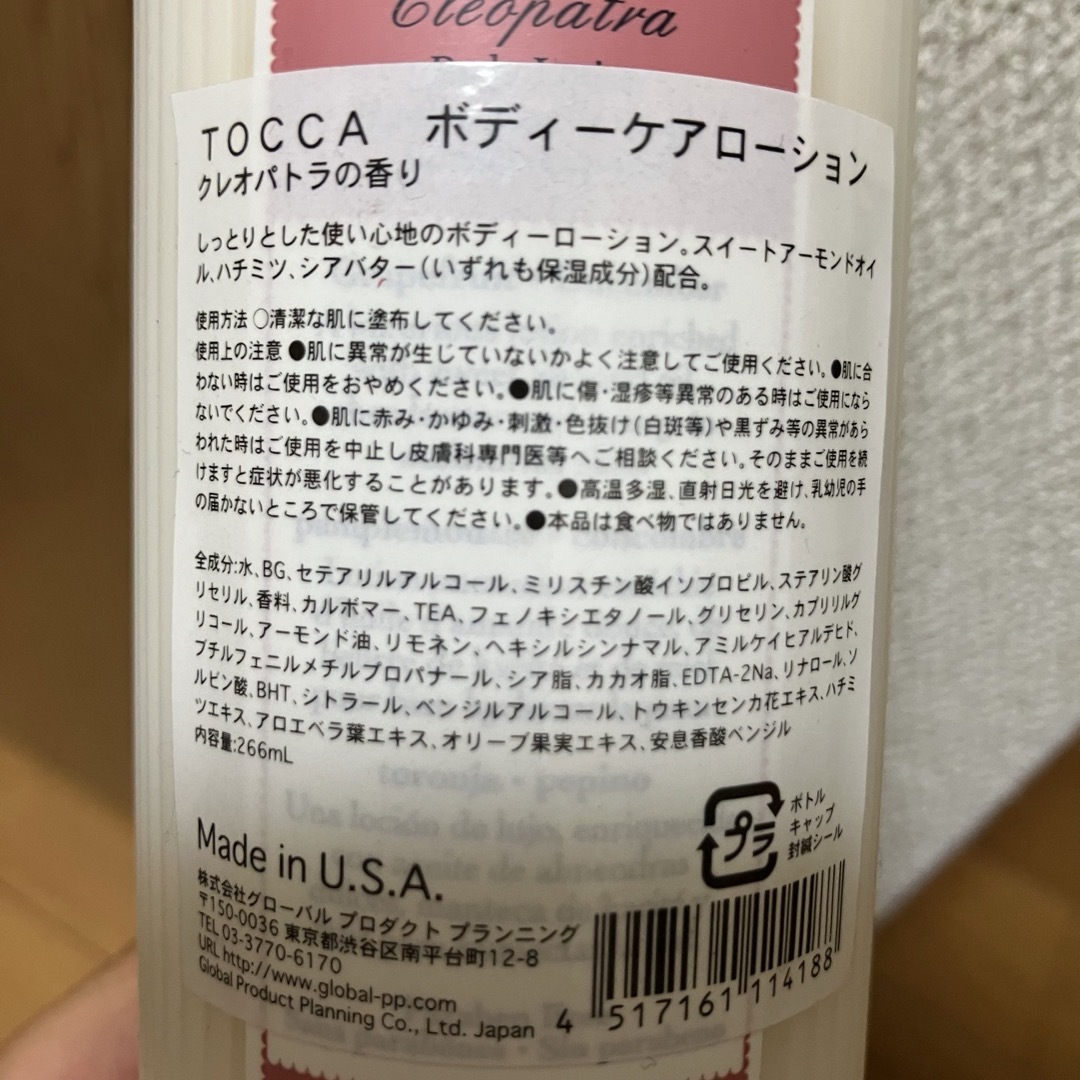 Cleopatra
TOCCA ボディーケアローション
クレオパトラの香り
しっとりとした使い心地のボディーローション。スイートアーモンドオイ
ル、ハチミツ、シアバター(いずれも保湿成分)配合。
使用方法 ○清潔な肌に塗布してください。
使用上の注意 ●肌に異常が生じていないかよく注意してご使用ください。●肌に合
わない時はご使用をおやめください。●肌に傷・湿疹等異常のある時はご使用になら
ないでください。●肌に赤み・かゆみ・刺激・色抜け(白斑等)や黒ずみ等の異常があら
われた時はご使用を中止し皮膚科専門医等へご相談ください。そのままご使用を続
けますと症状が悪化することがあります。●高温多湿、直射日光を避け、乳幼児の手
の届かないところで保管してください。●本品は食べ物ではありません。
全成分:水、BG、セテアリルアルコール、ミリスチン酸イソプロピル、ステアリン酸グ
リセリル、香料、カルボマー、TEA、フェノキシエタノール、グリセリン、カプリリルグ
リコール、アーモンド油、リモネン、ヘキシルシンナマル、アミルケイヒアルデヒド、
ブチルフェニルメチルプロパナール、シア脂、カカオ脂、EDTA-2Na、リナロール、ソ
ルビン酸、BHT、シトラール、ベンジルアルコール、トウキンセンカ花エキス、ハチミ
ツエキス、アロエベラ葉エキス、オリーブ果実エキス、安息香酸ベンジル
内容量:266mL
toronja • pepino
プラ
ボトル
キャップ
封緘シール
Made in U.S.A.
株式会社グローバル プロダクト プランニング
〒150-0036 東京都渋谷区南平台町12-8
TEL 03-3770-6170
URL http://www.global-pp.com
Global Product Planning Co., Ltd. Japan
4 517161 114188